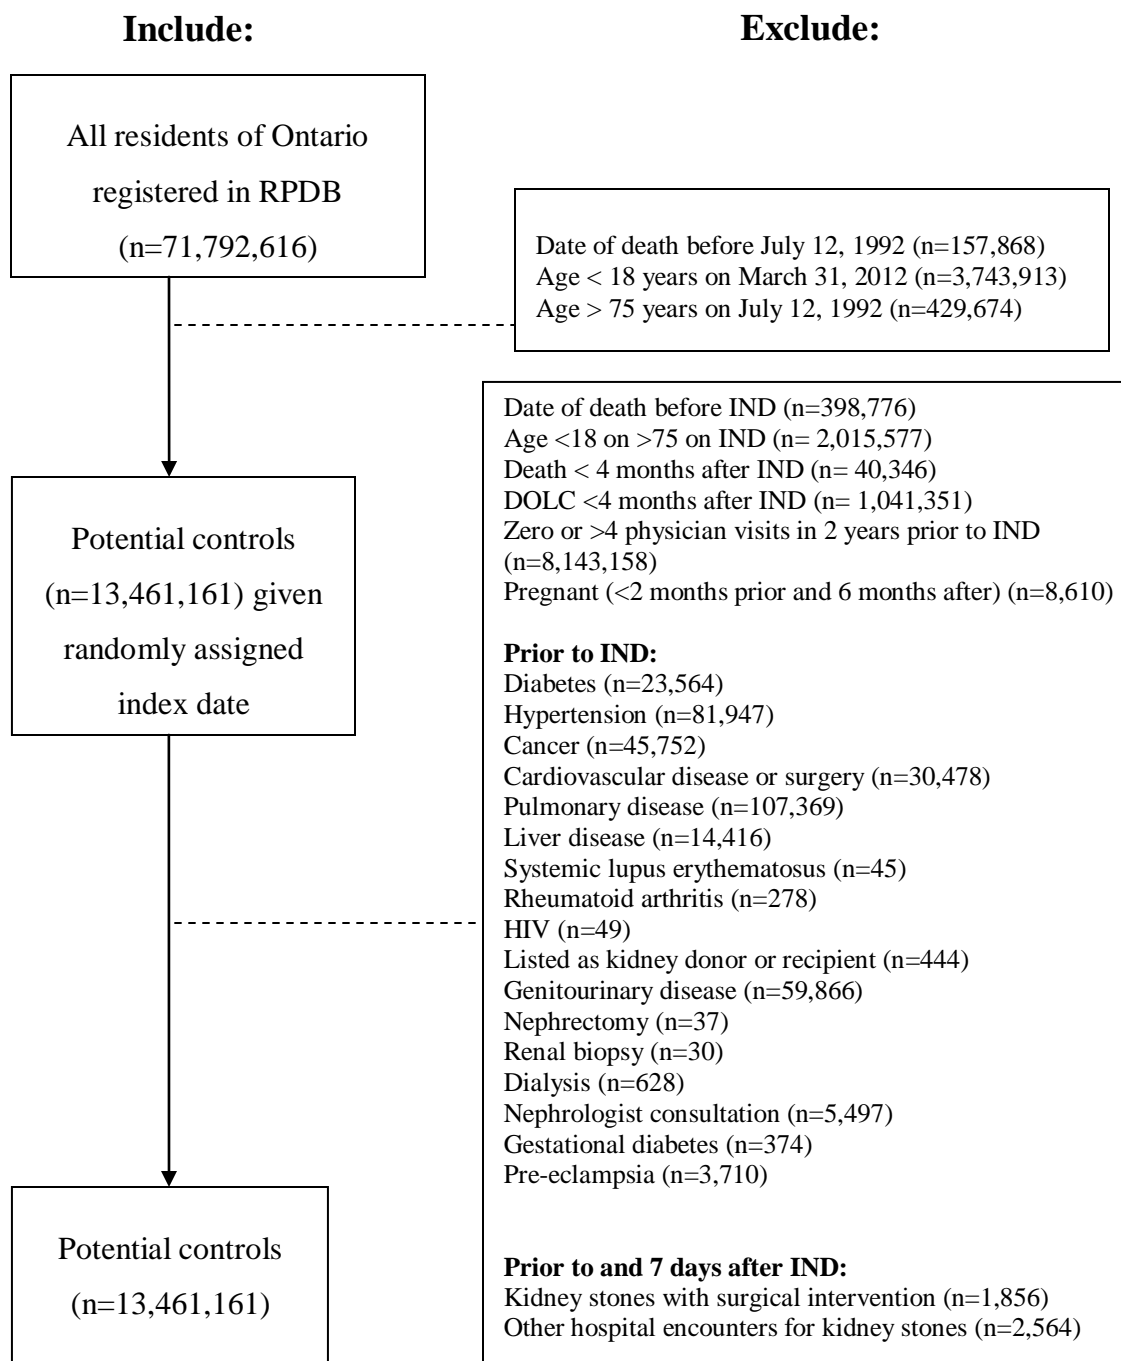 Include:
Exclude:
All residents of Ontario
registered in RPDB
(n=71,792,616)
Date of death before July 12, 1992 (n=157,868)
Age < 18 years on March 31, 2012 (n=3,743,913)
Age > 75 years on July 12, 1992 (n=429,674)
Potential controls
(n=13,461,161) given
randomly assigned
index date
Date of death before IND (n=398,776)
Age <18 on >75 on IND (n= 2,015,577)
Death < 4 months after IND (n= 40,346)
DOLC <4 months after IND (n= 1,041,351)
Zero or >4 physician visits in 2 years prior to IND
(n=8,143,158)
Pregnant (<2 months prior and 6 months after) (n=8,610)
Prior to IND:
Diabetes (n=23,564)
Hypertension (n=81,947)
Cancer (n=45,752)
Cardiovascular disease or surgery (n=30,478)
Pulmonary disease (n=107,369)
Liver disease (n=14,416)
Systemic lupus erythematosus (n=45)
Rheumatoid arthritis (n=278)
HIV (n=49)
Listed as kidney donor or recipient (n=444)
Genitourinary disease (n=59,866)
Nephrectomy (n=37)
Renal biopsy (n=30)
Dialysis (n=628)
Nephrologist consultation (n=5,497)
Gestational diabetes (n=374)
Pre-eclampsia (n=3,710)
Prior to and 7 days after IND:
Kidney stones with surgical intervention (n=1,856)
Other hospital encounters for kidney stones (n=2,564)
Potential controls
(n=13,461,161)